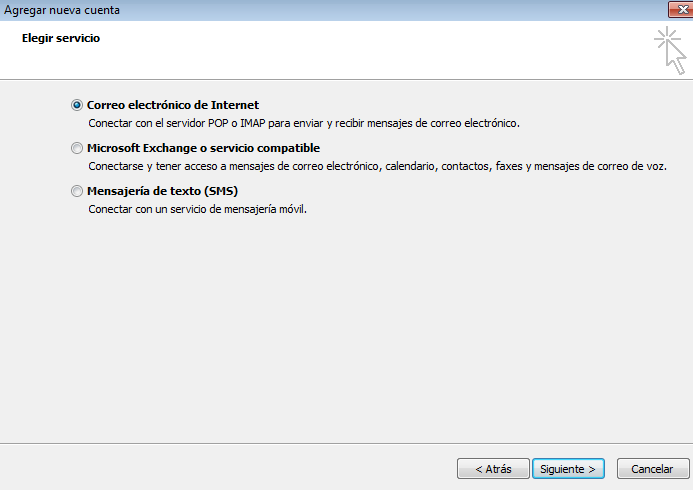 Agregar nueva cuenta
Elegir servicio
Correo electrónico de Internet
Conectar con el servidor POP o IMAP para enviar y recibir mensajes de correo electrónico.
Microsoft Exchange o servicio compatible
Conectarse y tener acceso a mensajes de correo electrónico, calendario, contactos, faxes y mensajes de correo de voz.
Mensajería de texto (SMS)
Conectar con un servicio de mensajería móvil.
< Atrás Siguiente > Cancelar